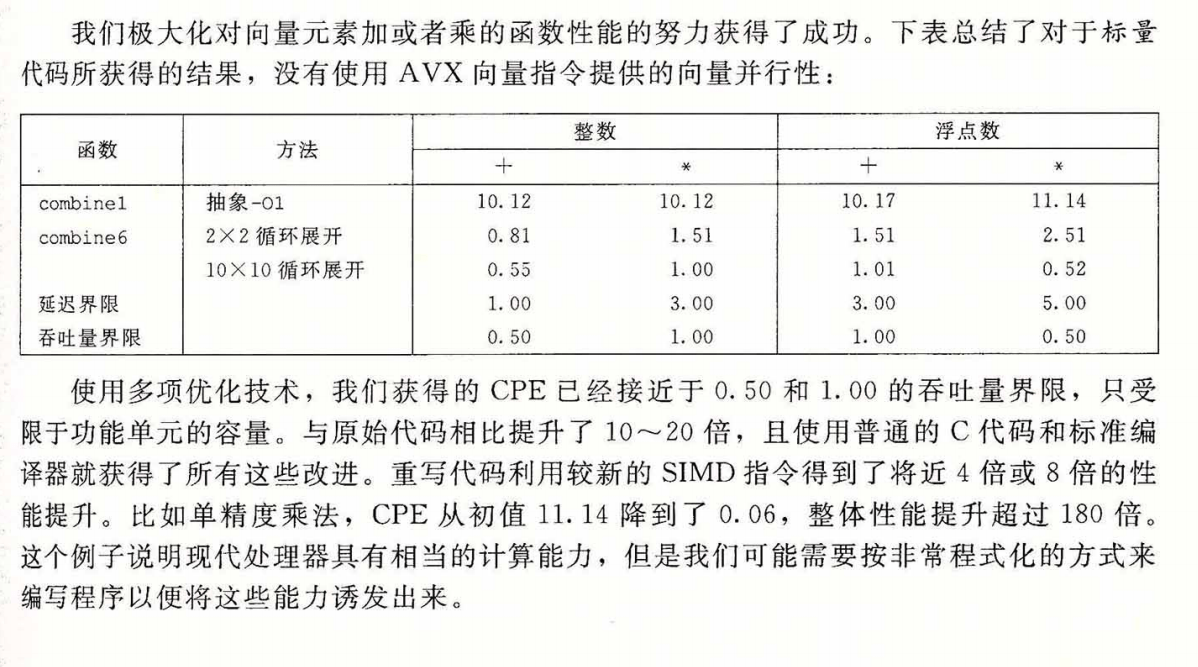 我们极大化对向量元素加或者乘的函数性能的努力获得了成功。下表总结了对于标量
代码所获得的结果，没有使用 AVX 向量指令提供的向量并行性：
函数 方法 整数 浮点数
+ * + *
combine1 抽象-O1 10.12 10.12 10.17 11.14
combine6 2×2 循环展开 0.81 1.51 1.51 2.51
10×10 循环展开 0.55 1.00 1.01 0.52
延迟界限 1.00 3.00 3.00 5.00
吞吐量界限 0.50 1.00 1.00 0.50
使用多项优化技术，我们获得的 CPE 已经接近于 0.50 和 1.00 的吞吐量界限，只受
限于功能单元的容量。与原始代码相比提升了 10～20 倍，且使用普通的 C 代码和标准编
译器就获得了所有这些改进。重写代码利用较新的 SIMD 指令得到了将近 4 倍或 8 倍的性
能提升。比如单精度乘法，CPE 从初值 11.14 降到了 0.06，整体性能提升超过 180 倍。
这个例子说明现代处理器具有相当的计算能力，但是我们可能需要按非常程式化的方式来
编写程序以便将这些能力诱发出来。